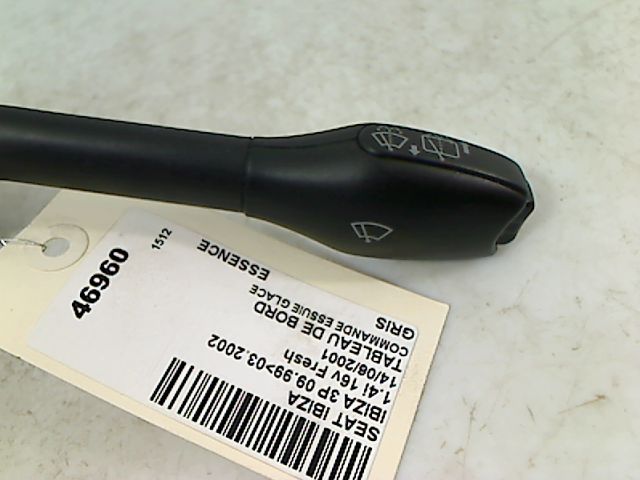 SEAT IBIZA
IBIZA 3P 09.99>03.2002
1.4i 16v Fresh
14/06/2001
TABLEAU DE BORD
COMMANDE ESSUIE GLACE
GRIS
ESSENCE
1512
46960